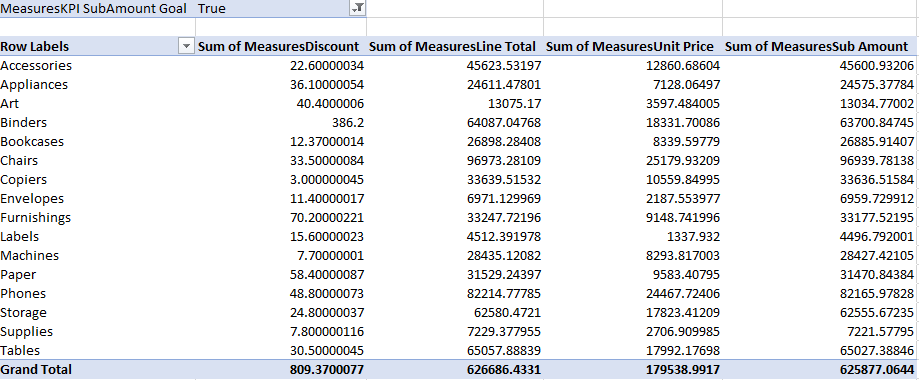 MeasuresKPI SubAmount Goal True
Row Labels Sum of MeasuresDiscount Sum of MeasuresLine Total Sum of MeasuresUnit Price Sum of MeasuresSub Amount
Accessories 22.60000034 45623.53197 12860.68604 45600.93206
Appliances 36.10000054 24611.47801 7128.06497 24575.37784
Art 40.4000006 13075.17 3597.484005 13034.77002
Binders 386.2 64087.04768 18331.70086 63700.84745
Bookcases 12.37000014 26898.28408 8339.59779 26885.91407
Chairs 33.50000084 96973.28109 25179.93209 96939.78138
Copiers 3.000000045 33639.51532 10559.84995 33636.51584
Envelopes 11.40000017 6971.129969 2187.553977 6959.729912
Furnishings 70.20000221 33247.72196 9148.741996 33177.52195
Labels 15.60000023 4512.391978 1337.932 4496.792001
Machines 7.70000001 28435.12082 8293.817003 28427.42105
Paper 58.40000087 31529.24397 9583.40795 31470.84384
Phones 48.80000073 82214.77785 24467.72406 82165.97828
Storage 24.80000037 62580.4721 17823.41209 62555.67235
Supplies 7.800000116 7229.377955 2706.909985 7221.57795
Tables 30.50000045 65057.88839 17992.17698 65027.38846
Grand Total 809.3700077 626686.4331 179538.9917 625877.0644